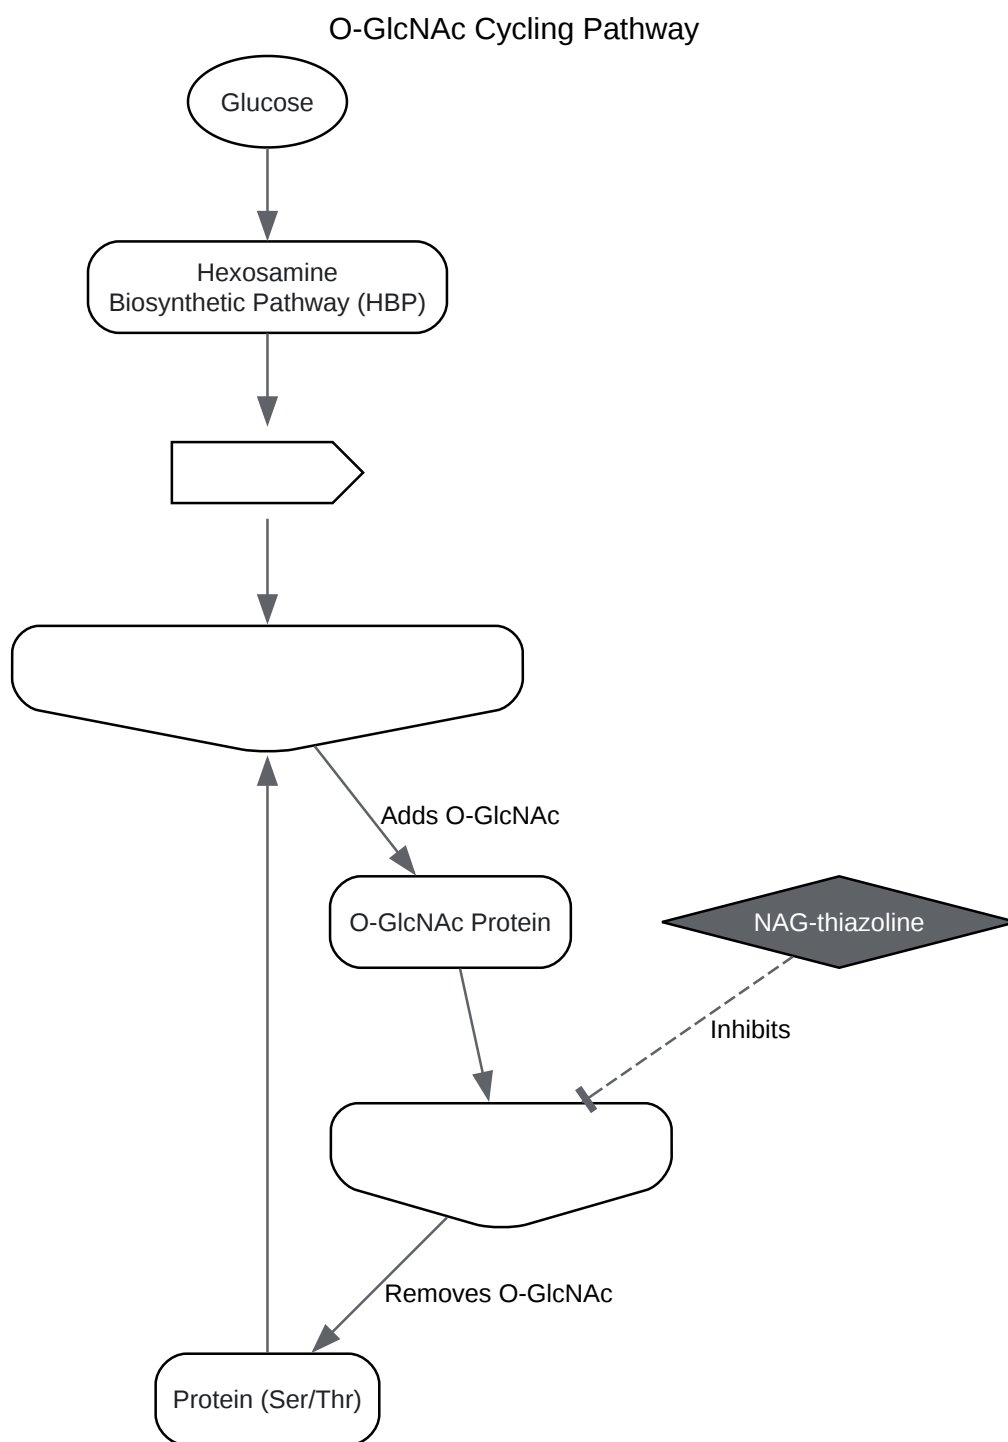 O-GlcNAc Cycling Pathway
Glucose
Hexosamine
Biosynthetic Pathway (HBP)
Adds O-GlcNAc
O-GlcNAc Protein
NAG-thiazoline
Inhibits
Removes O-GlcNAc
Protein (Ser/Thr)